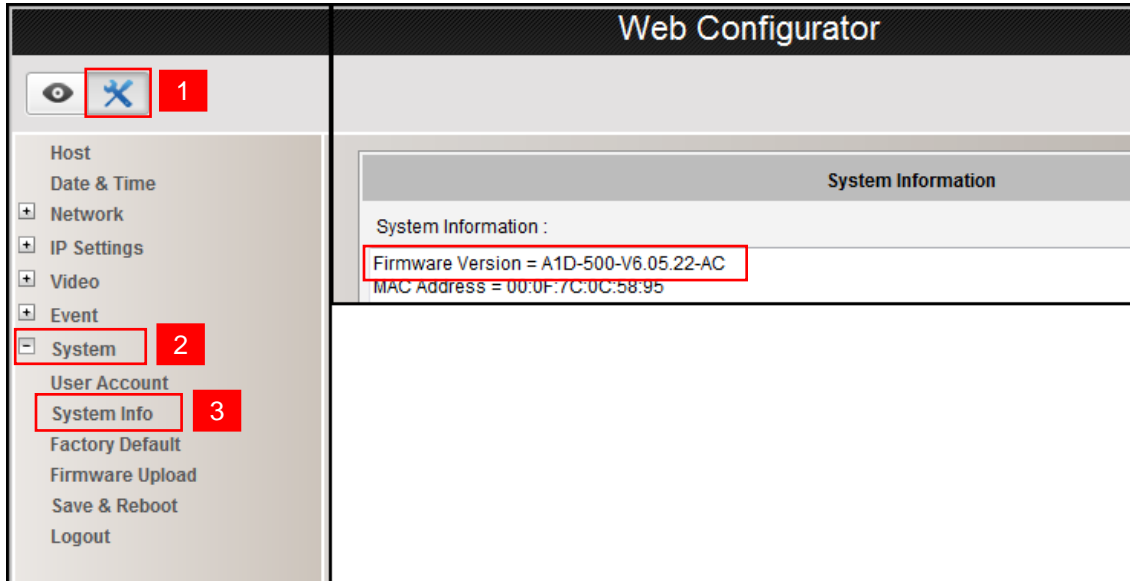 Web Configurator
1
Host
Date & Time
+ Network
+ IP Settings
+ Video
+ Event
- System
2
User Account
System Info
3
Factory Default
Firmware Upload
Save & Reboot
Logout
System Information
System Information :
Firmware Version = A1D-500-V6.05.22-AC
MAC Address = 00:0F:7C:0C:58:95